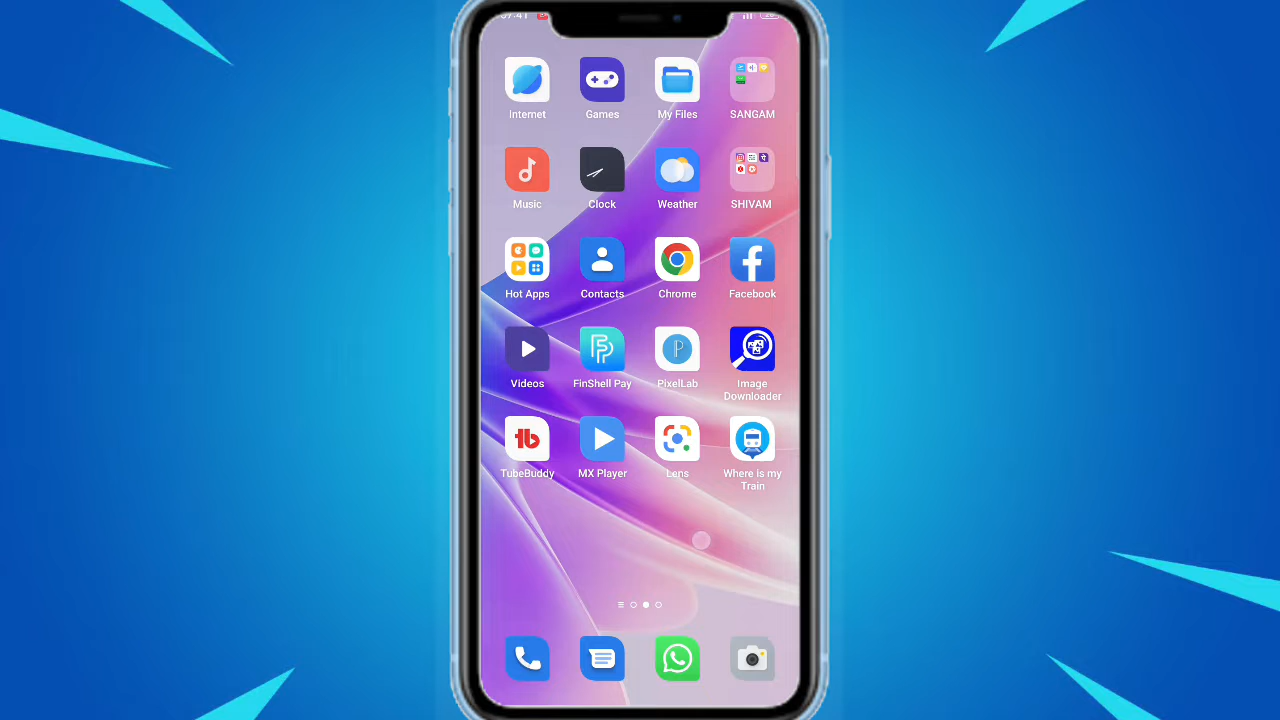 Internet
Games
My Files
SANGAM
Music
Clock
Weather
SHIVAM
Hot Apps
Contacts
Chrome
Facebook
Videos
FinShell Pay
PixelLab
Image
Downloader
TubeBuddy
MX Player
Lens
Where is my
Train